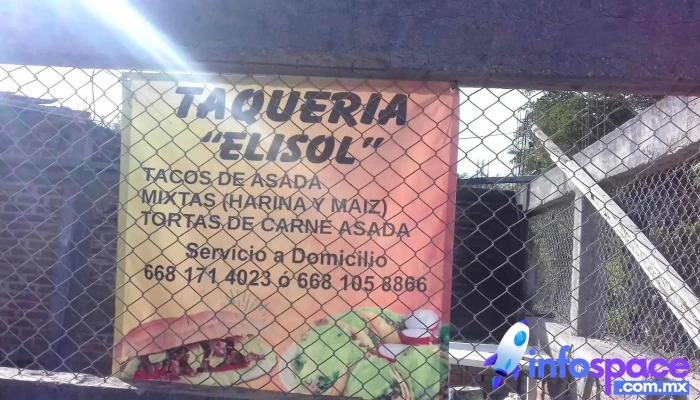 TAQUERIA
"ELISOL"
TACOS DE ASADA
MIXTAS (HARINA Y MAIZ)
TORTAS DE CARNE ASADA
Servicio a Domicilio
668 171 4023 ó 668 105 8866
infospace
.com.mx